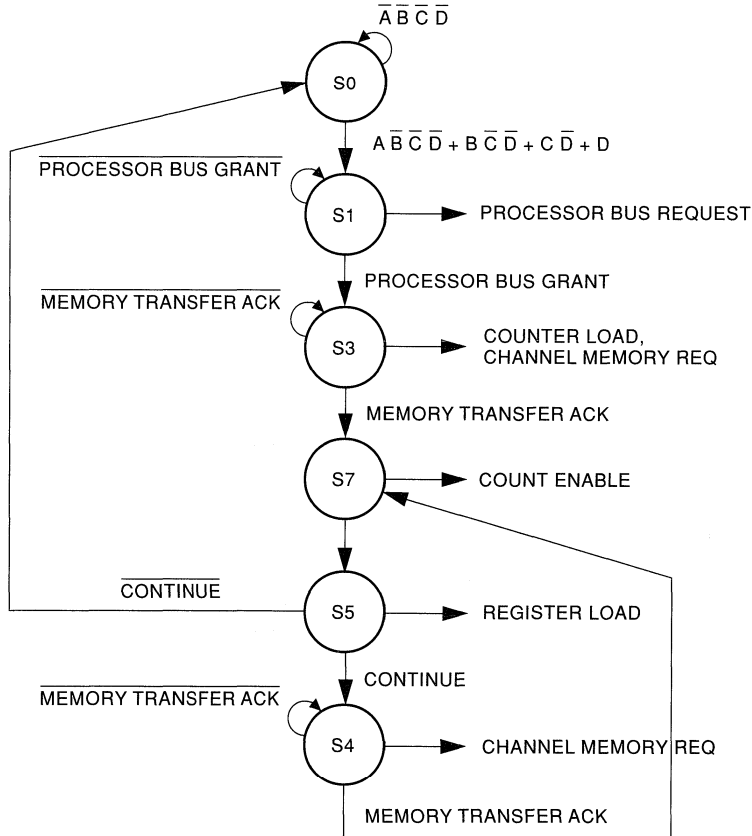 A̅ B̅ C̅ D̅
S0
A B̅ C̅ D̅ + B C̅ D̅ + C D̅ + D
P̅R̅O̅C̅E̅S̅S̅O̅R̅ ̅B̅U̅S̅ ̅G̅R̅A̅N̅T̅
S1
PROCESSOR BUS REQUEST
PROCESSOR BUS GRANT
M̅E̅M̅O̅R̅Y̅ ̅T̅R̅A̅N̅S̅F̅E̅R̅ ̅A̅C̅K̅
S3
COUNTER LOAD,
CHANNEL MEMORY REQ
MEMORY TRANSFER ACK
S7
COUNT ENABLE
C̅O̅N̅T̅I̅N̅U̅E̅
S5
REGISTER LOAD
CONTINUE
M̅E̅M̅O̅R̅Y̅ ̅T̅R̅A̅N̅S̅F̅E̅R̅ ̅A̅C̅K̅
S4
CHANNEL MEMORY REQ
MEMORY TRANSFER ACK